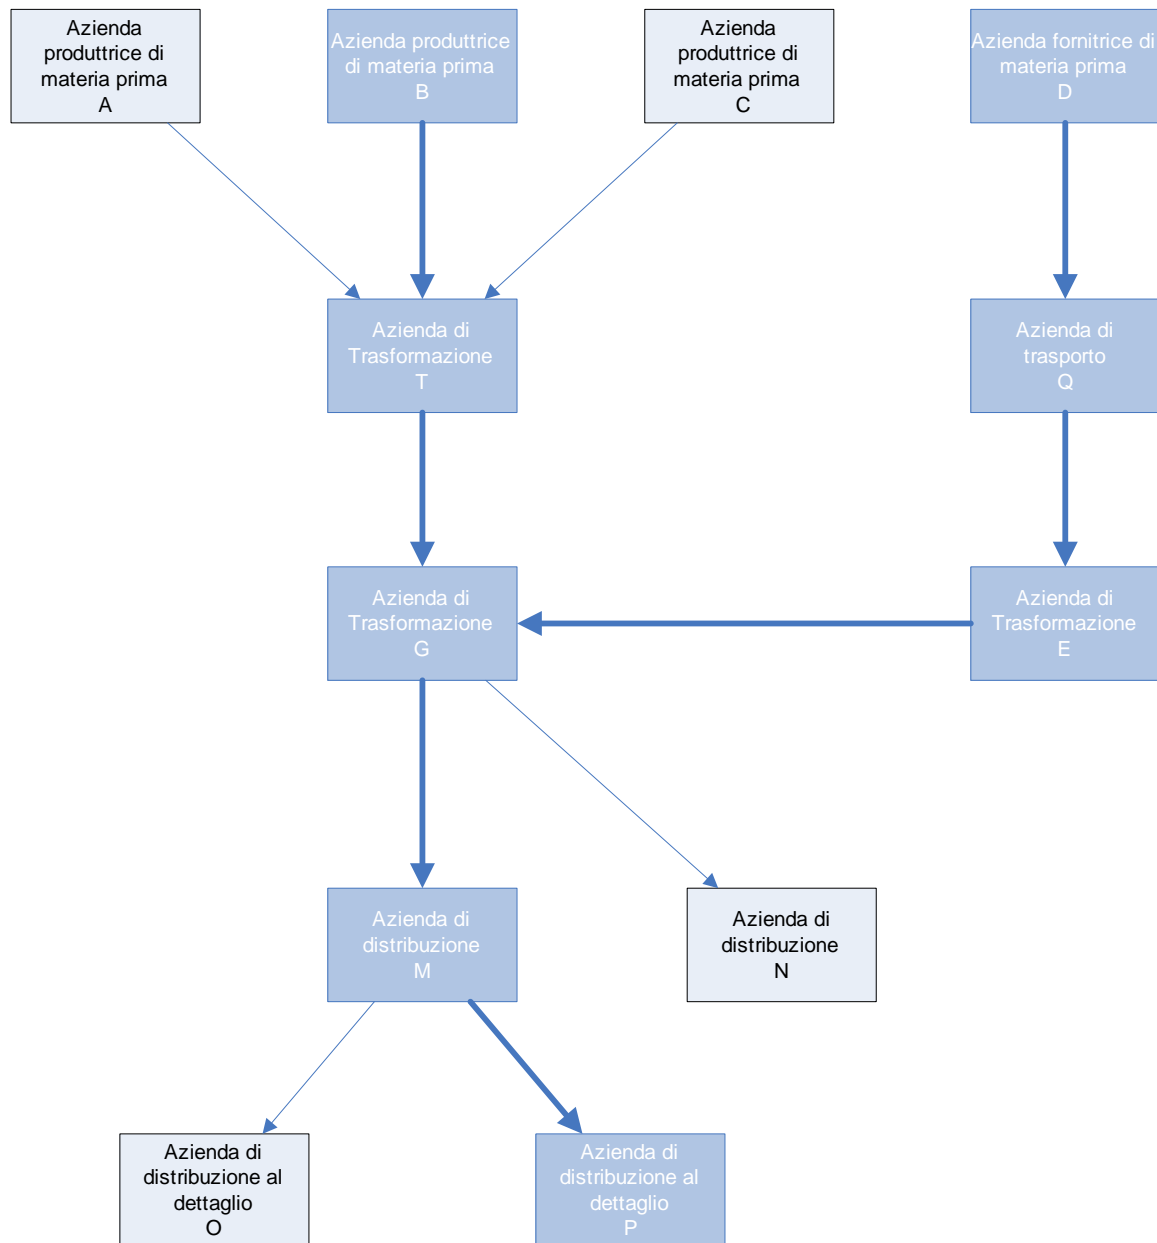 Azienda
produttrice di
materia prima
A
Azienda produttrice
di materia prima
B
Azienda
produttrice di
materia prima
C
Azienda fornitrice di
materia prima
D
Azienda di
Trasformazione
T
Azienda di
trasporto
Q
Azienda di
Trasformazione
G
Azienda di
Trasformazione
E
Azienda di
distribuzione
M
Azienda di
distribuzione
N
Azienda di
distribuzione al
dettaglio
O
Azienda di
distribuzione al
dettaglio
P